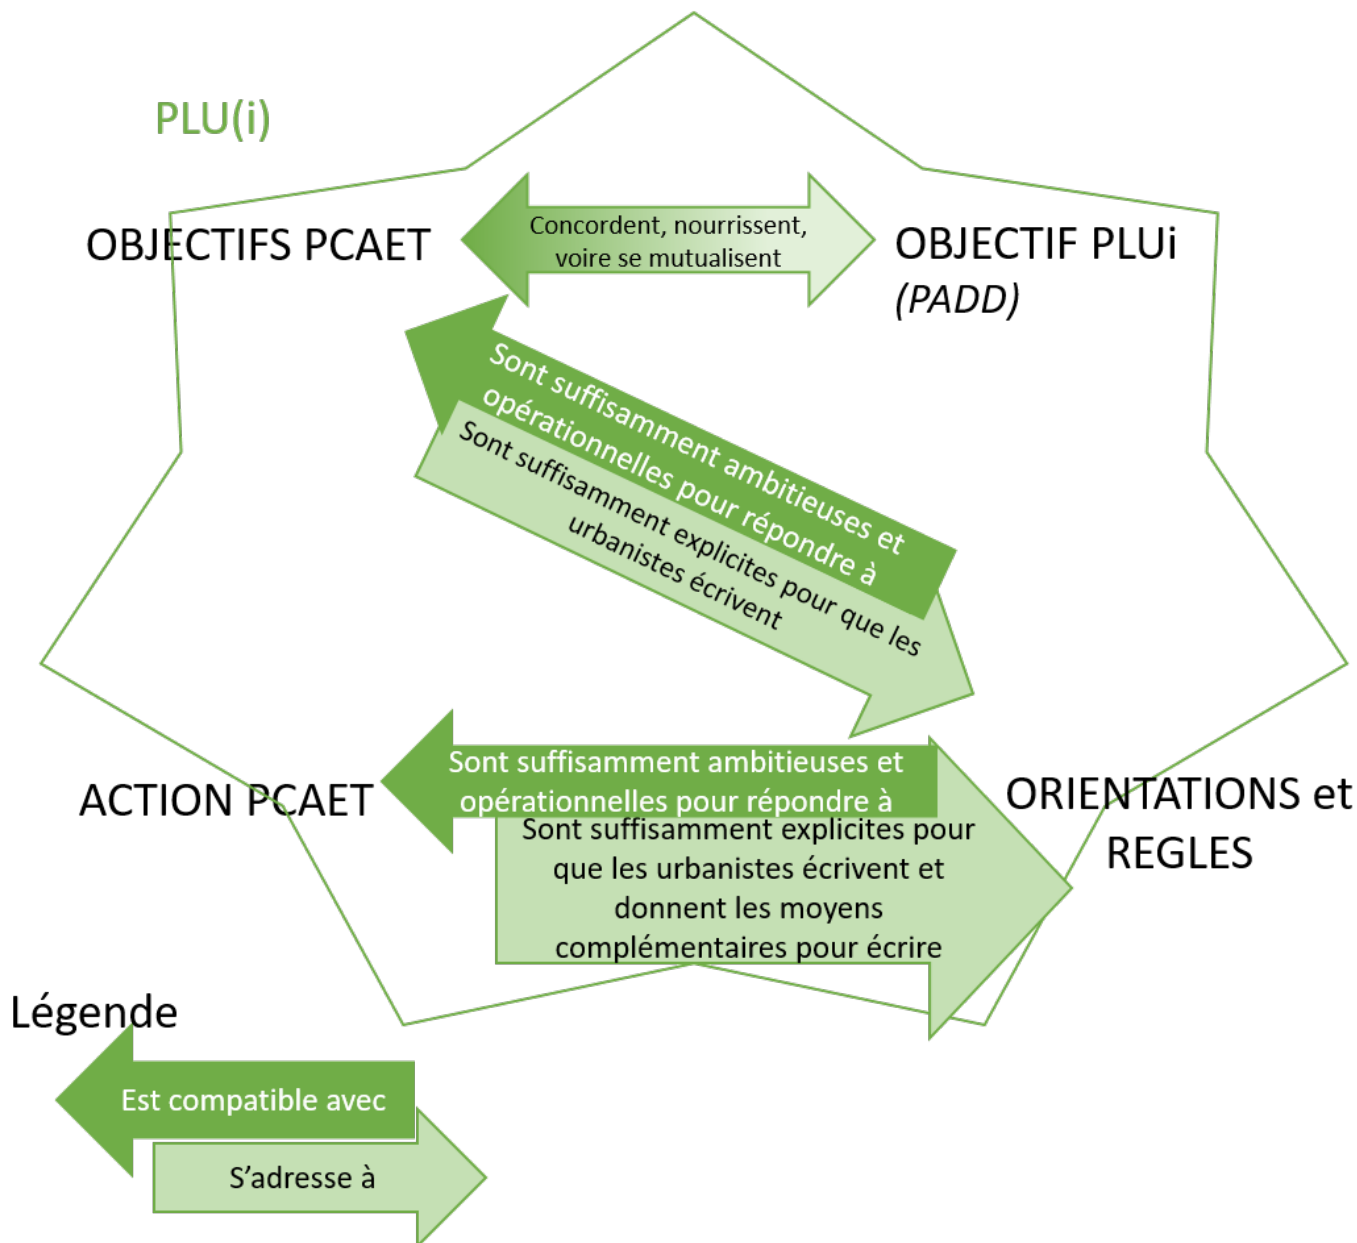 PLU(i)
OBJECTIFS PCAET
Concordent, nourrissent,
voire se mutualisent
OBJECTIF PLUi
(PADD)
Sont suffisamment ambitieuses et
opérationnelles pour répondre à
Sont suffisamment explicites pour que les
urbanistes écrivent
ACTION PCAET
Sont suffisamment ambitieuses et
opérationnelles pour répondre à
Sont suffisamment explicites pour
que les urbanistes écrivent et
donnent les moyens
complémentaires pour écrire
ORIENTATIONS et
REGLES
Légende
Est compatible avec
S’adresse à